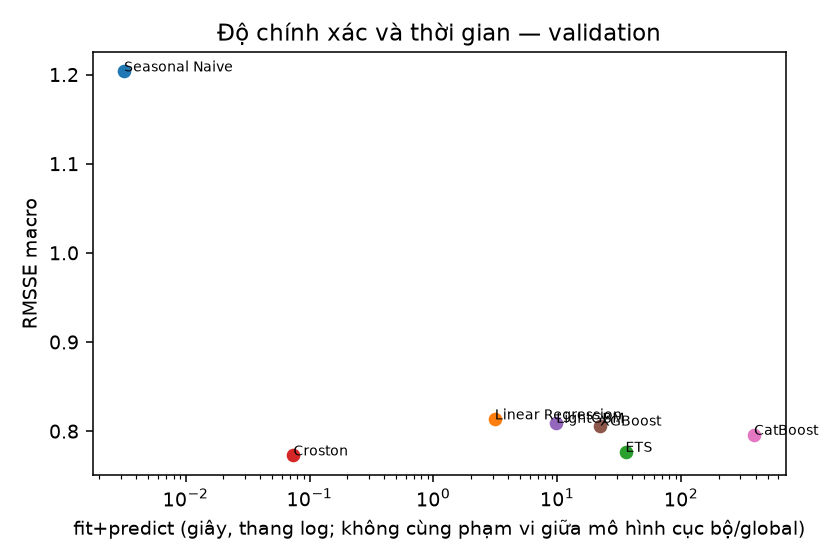 Độ chính xác và thời gian — validation
RMSSE macro
1.2
1.1
1.0
0.9
0.8
Seasonal Naive
Linear Regression
LightGBM
XGBoost
CatBoost
ETS
Croston
10⁻²
10⁻¹
10⁰
10¹
10²
fit+predict (giây, thang log; không cùng phạm vi giữa mô hình cục bộ/global)